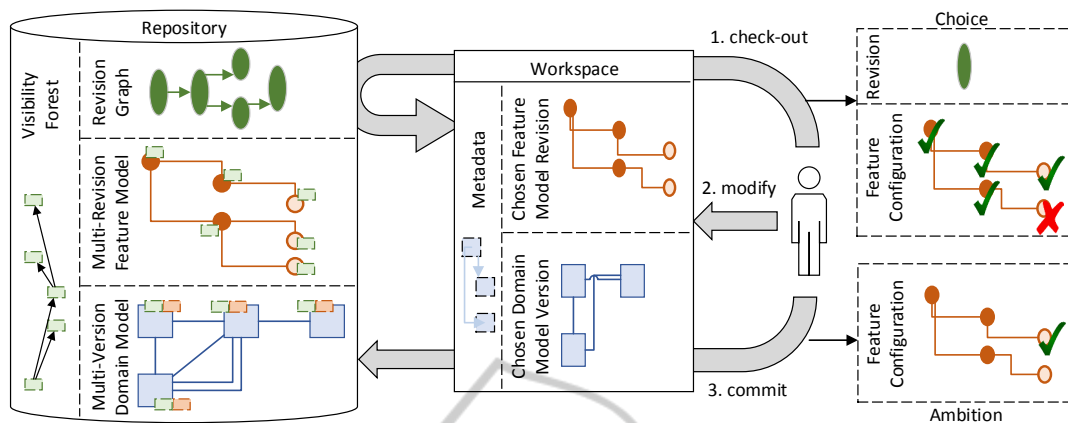 Repository
Visibility
Forest
Revision
Graph
Multi-Revision
Feature Model
Multi-Version
Domain Model
Workspace
Metadata
Chosen Feature
Model Revision
Chosen Domain
Model Version
1. check-out
2. modify
3. commit
Choice
Revision
Feature
Configuration
Feature
Configuration
Ambition